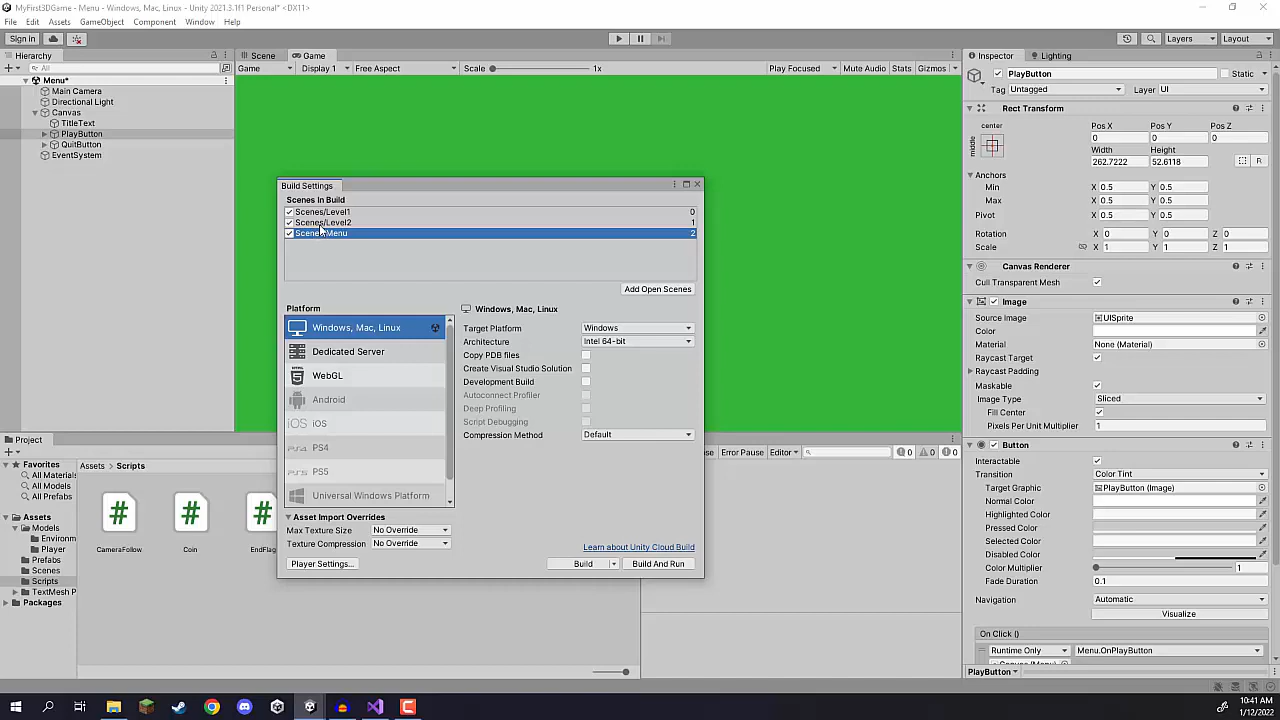 MyFirst3DGame - Menu - Windows, Mac, Linux - Unity 2021.3.1f1 Personal* <DX11>
File Edit Assets GameObject Component Window Help
Sign in
Layers Layout
Hierarchy
All
Menu*
Main Camera
Directional Light
Canvas
TitleText
PlayButton
QuitButton
EventSystem
Scene Game
Game Display 1 Free Aspect Scale 1x Play Focused Mute Audio Stats Gizmos
Build Settings
Scenes In Build
Scenes/Level1 0
Scenes/Level2 1
Scenes/Menu 2
Add Open Scenes
Platform
Windows, Mac, Linux
Dedicated Server
WebGL
Android
iOS iOS
PS4 PS4
PS5 PS5
Universal Windows Platform
Windows, Mac, Linux
Target Platform Windows
Architecture Intel 64-bit
Copy PDB files
Create Visual Studio Solution
Development Build
Autoconnect Profiler
Deep Profiling
Script Debugging
Compression Method Default
Asset Import Overrides
Max Texture Size No Override
Texture Compression No Override
Learn about Unity Cloud Build
Player Settings... Build Build And Run
Project
Favorites
All Materials
All Models
All Prefabs
Assets
Models
Environm
Player
Prefabs
Scenes
Scripts
TextMesh P
Packages
Assets > Scripts
CameraFollow Coin EndFlag
Error Pause Editor 0 0 0
Inspector Lighting
PlayButton Static
Tag Untagged Layer UI
Rect Transform
center
middle
Pos X Pos Y Pos Z
0 0 0
Width Height
262.7222 52.6118 R
Anchors
Min X 0.5 Y 0.5
Max X 0.5 Y 0.5
Pivot X 0.5 Y 0.5
Rotation X 0 Y 0 Z 0
Scale X 1 Y 1 Z 1
Canvas Renderer
Cull Transparent Mesh
Image
Source Image UISprite
Color
Material None (Material)
Raycast Target
Raycast Padding
Maskable
Image Type Sliced
Fill Center
Pixels Per Unit Multiplier 1
Button
Interactable
Transition Color Tint
Target Graphic PlayButton (Image)
Normal Color
Highlighted Color
Pressed Color
Selected Color
Disabled Color
Color Multiplier 1
Fade Duration 0.1
Navigation Automatic
Visualize
On Click ()
Runtime Only Menu.OnPlayButton
PlayButton
10:41 AM
1/12/2022